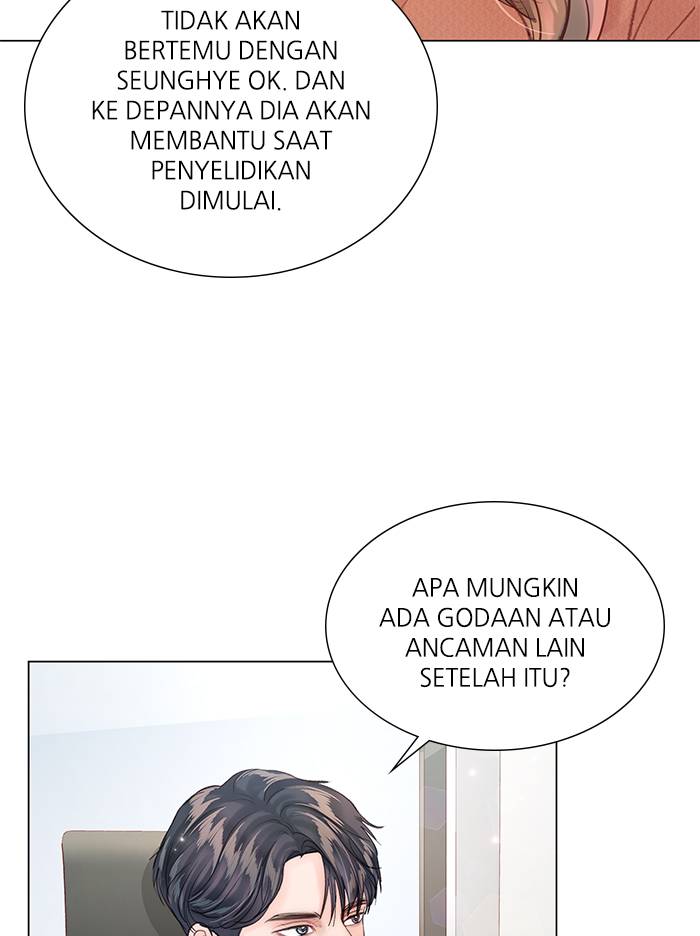 TIDAK AKAN
BERTEMU DENGAN
SEUNGHYE OK. DAN
KE DEPANNYA DIA AKAN
MEMBANTU SAAT
PENYELIDIKAN
DIMULAI.
APA MUNGKIN
ADA GODAAN ATAU
ANCAMAN LAIN
SETELAH ITU?